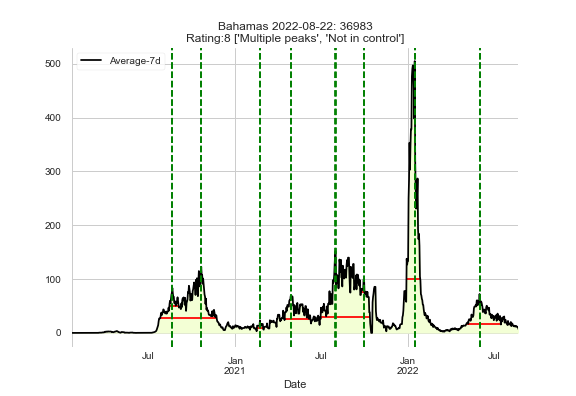 Bahamas 2022-08-22: 36983
Rating:8 ['Multiple peaks', 'Not in control']
Average-7d
500
400
300
200
100
0
Jul
Jan
2021
Jul
Jan
2022
Jul
Date